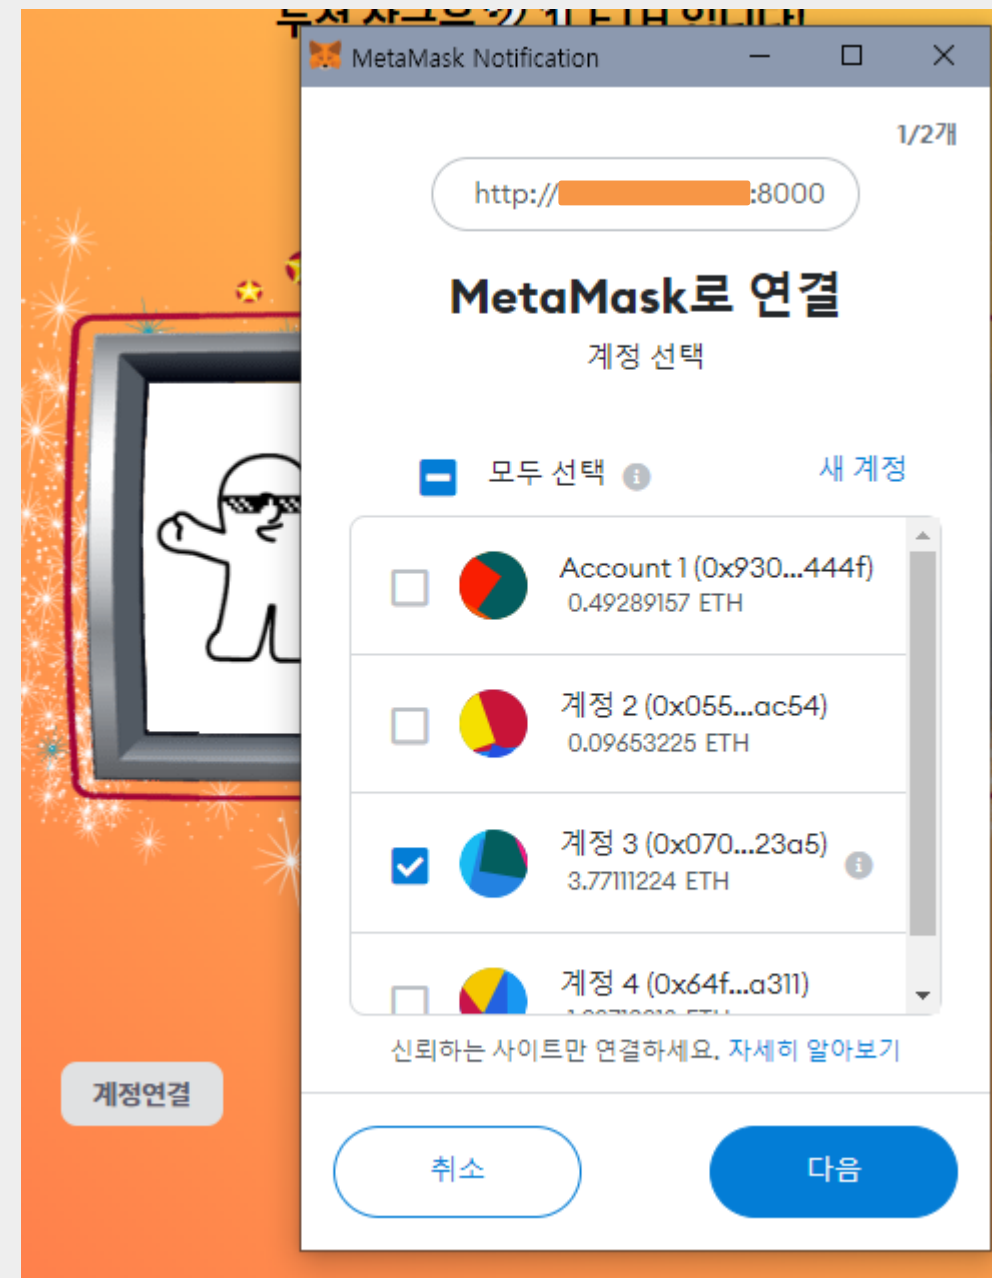 ETH 입니다!
MetaMask Notification
1/2개
http:// :8000
MetaMask로 연결
계정 선택
모두 선택
새 계정
Account 1 (0x930...444f)
0.49289157 ETH
계정 2 (0x055...ac54)
0.09653225 ETH
계정 3 (0x070...23a5)
3.77111224 ETH
계정 4 (0x64f...a311)
신뢰하는 사이트만 연결하세요. 자세히 알아보기
계정연결
취소
다음